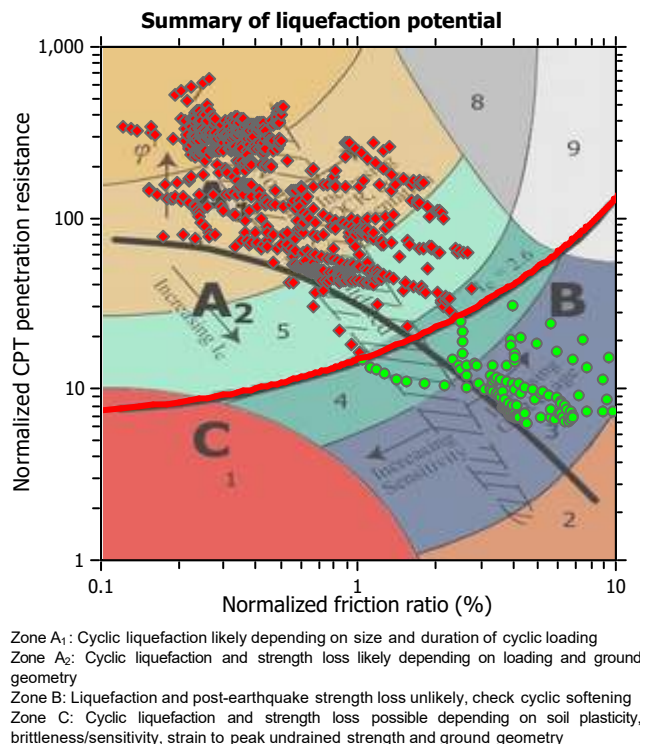 Summary of liquefaction potential
1,000
8
9
φ'
100
Ic = 2.6
B
A2
Increasing Ic
5
10
4
C
1
3
Increasing
Sensitivity
2
1
0.1
1
10
Normalized CPT penetration resistance
Normalized friction ratio (%)
Zone A1: Cyclic liquefaction likely depending on size and duration of cyclic loading
Zone A2: Cyclic liquefaction and strength loss likely depending on loading and ground
geometry
Zone B: Liquefaction and post-earthquake strength loss unlikely, check cyclic softening
Zone C: Cyclic liquefaction and strength loss possible depending on soil plasticity,
brittleness/sensitivity, strain to peak undrained strength and ground geometry